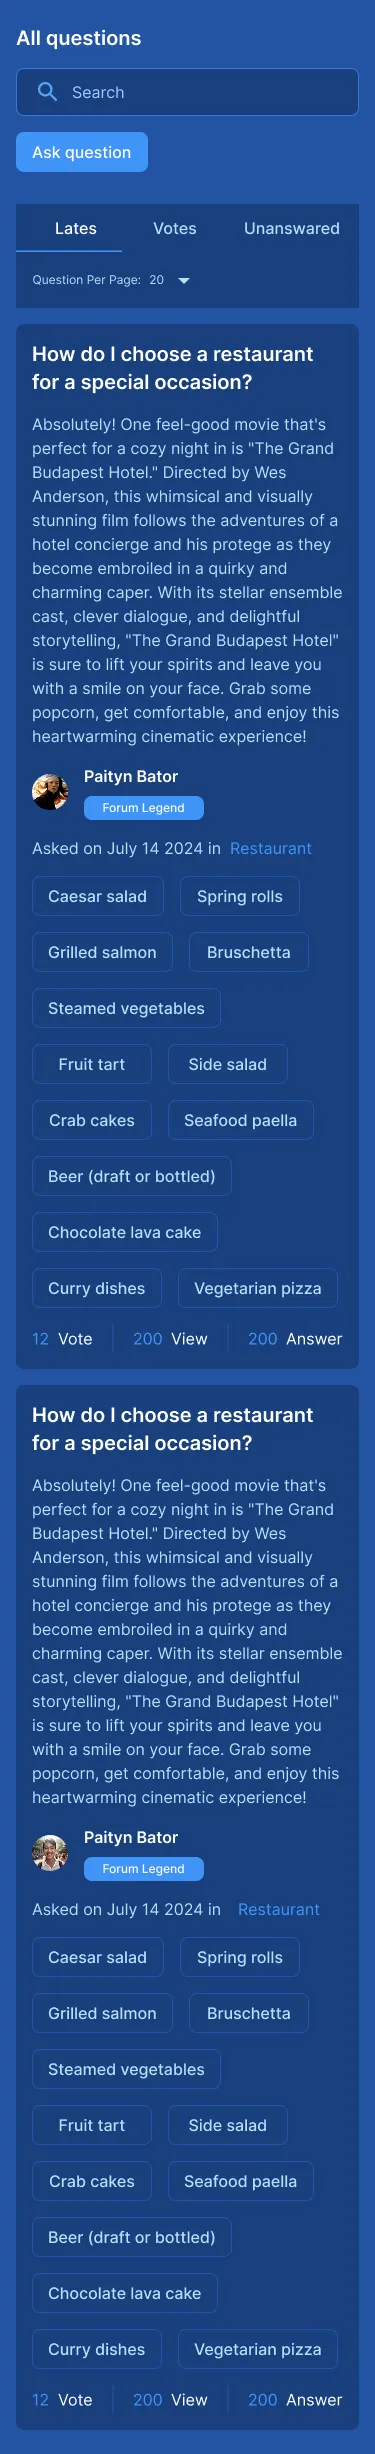 All questions
Search
Ask question
Lates Votes Unanswared
Question Per Page: 20
How do I choose a restaurant
for a special occasion?
Absolutely! One feel-good movie that's
perfect for a cozy night in is "The Grand
Budapest Hotel." Directed by Wes
Anderson, this whimsical and visually
stunning film follows the adventures of a
hotel concierge and his protege as they
become embroiled in a quirky and
charming caper. With its stellar ensemble
cast, clever dialogue, and delightful
storytelling, "The Grand Budapest Hotel"
is sure to lift your spirits and leave you
with a smile on your face. Grab some
popcorn, get comfortable, and enjoy this
heartwarming cinematic experience!
Paityn Bator
Forum Legend
Asked on July 14 2024 in Restaurant
Caesar salad Spring rolls
Grilled salmon Bruschetta
Steamed vegetables
Fruit tart Side salad
Crab cakes Seafood paella
Beer (draft or bottled)
Chocolate lava cake
Curry dishes Vegetarian pizza
12 Vote 200 View 200 Answer
How do I choose a restaurant
for a special occasion?
Absolutely! One feel-good movie that's
perfect for a cozy night in is "The Grand
Budapest Hotel." Directed by Wes
Anderson, this whimsical and visually
stunning film follows the adventures of a
hotel concierge and his protege as they
become embroiled in a quirky and
charming caper. With its stellar ensemble
cast, clever dialogue, and delightful
storytelling, "The Grand Budapest Hotel"
is sure to lift your spirits and leave you
with a smile on your face. Grab some
popcorn, get comfortable, and enjoy this
heartwarming cinematic experience!
Paityn Bator
Forum Legend
Asked on July 14 2024 in Restaurant
Caesar salad Spring rolls
Grilled salmon Bruschetta
Steamed vegetables
Fruit tart Side salad
Crab cakes Seafood paella
Beer (draft or bottled)
Chocolate lava cake
Curry dishes Vegetarian pizza
12 Vote 200 View 200 Answer